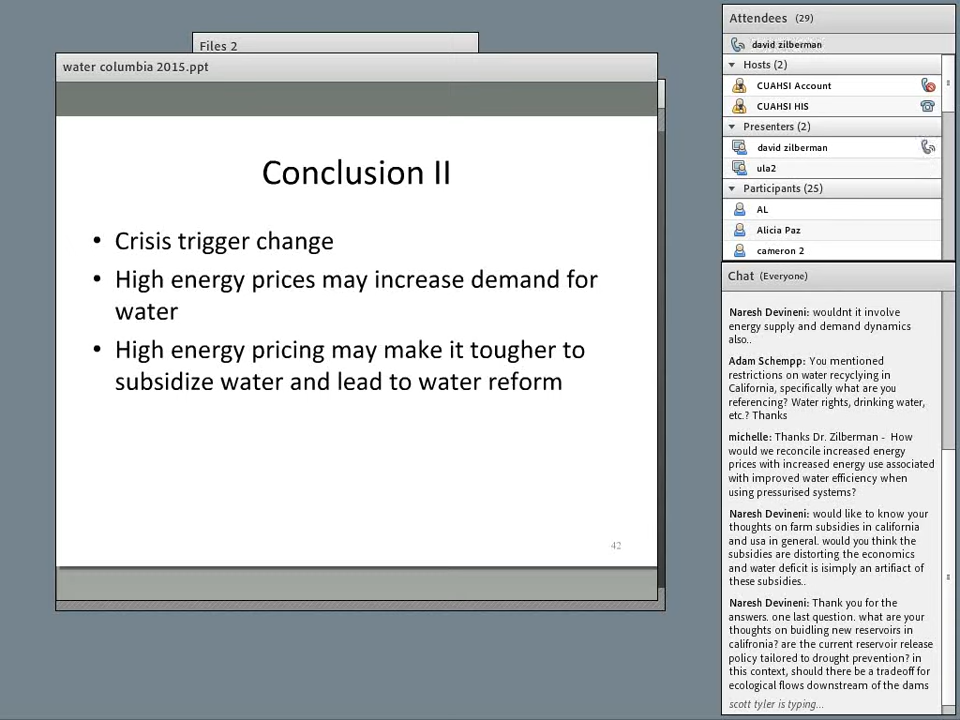 Files 2
water columbia 2015.ppt
Conclusion II
• Crisis trigger change
• High energy prices may increase demand for
water
• High energy pricing may make it tougher to
subsidize water and lead to water reform
42
Attendees (29)
david zilberman
Hosts (2)
CUAHSI Account
CUAHSI HIS
Presenters (2)
david zilberman
ula2
Participants (25)
AL
Alicia Paz
cameron 2
Chat (Everyone)
Naresh Devineni: wouldnt it involve
energy supply and demand dynamics
also..
Adam Schempp: You mentioned
restrictions on water recyclying in
California, specifically what are you
referencing? Water rights, drinking water,
etc.? Thanks
michelle: Thanks Dr. Zilberman - How
would we reconcile increased energy
prices with increased energy use associated
with improved water efficiency when
using pressurised systems?
Naresh Devineni: would like to know your
thoughts on farm subsidies in california
and usa in general. would you think the
subsidies are distorting the economics
and water deficit is isimply an artifiact of
these subsidies..
Naresh Devineni: Thank you for the
answers. one last question. what are your
thoughts on buidling new reservoirs in
califronia? are the current reservoir release
policy tailored to drought prevention? in
this context, should there be a tradeoff for
ecological flows downstream of the dams
scott tyler is typing...